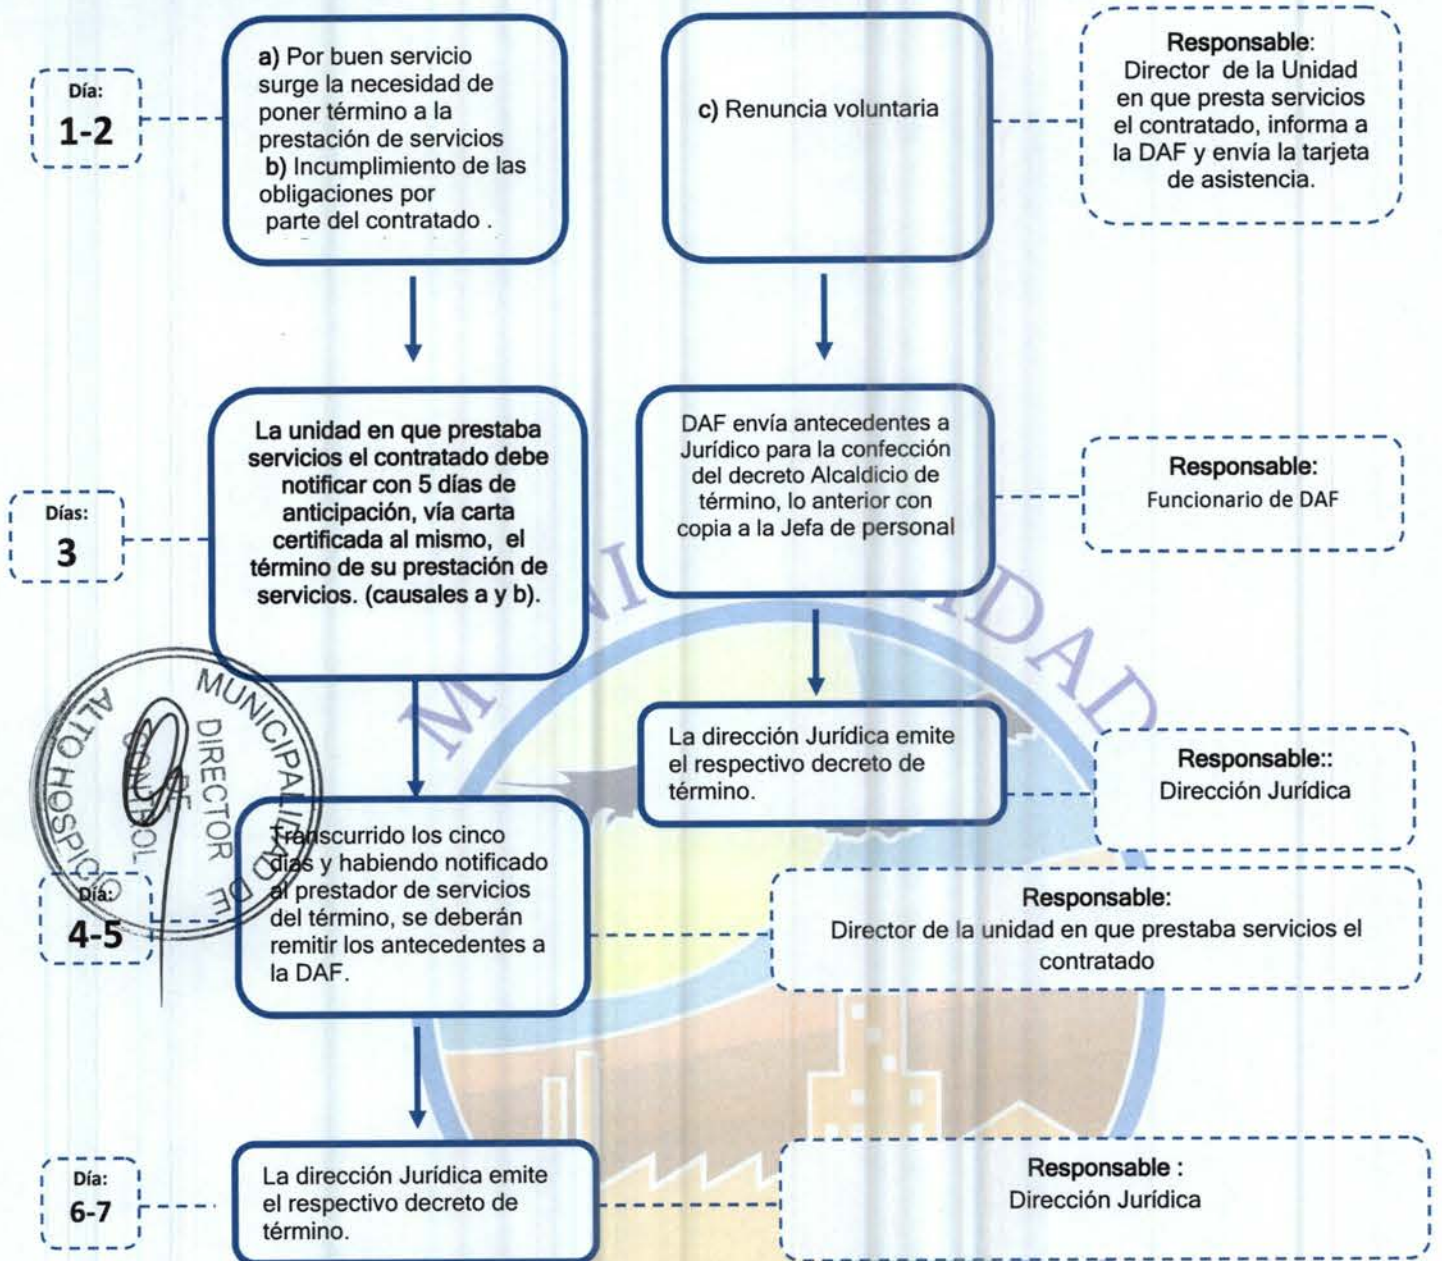 Día:
1-2
a) Por buen servicio
surge la necesidad de
poner término a la
prestación de servicios
b) Incumplimiento de las
obligaciones por
parte del contratado .
c) Renuncia voluntaria
Responsable:
Director de la Unidad
en que presta servicios
el contratado, informa a
la DAF y envía la tarjeta
de asistencia.
Días:
3
La unidad en que prestaba
servicios el contratado debe
notificar con 5 días de
anticipación, vía carta
certificada al mismo, el
término de su prestación de
servicios. (causales a y b).
DAF envía antecedentes a
Jurídico para la confección
del decreto Alcaldicio de
término, lo anterior con
copia a la Jefa de personal
Responsable:
Funcionario de DAF
La dirección Jurídica emite
el respectivo decreto de
término.
Responsable::
Dirección Jurídica
MUNICIPALIDAD DE
ALTO HOSPICIO
DIRECTOR
DE
CONTROL
Día:
4-5
Transcurrido los cinco
días y habiendo notificado
al prestador de servicios
del término, se deberán
remitir los antecedentes a
la DAF.
Responsable:
Director de la unidad en que prestaba servicios el
contratado
Día:
6-7
La dirección Jurídica emite
el respectivo decreto de
término.
Responsable :
Dirección Jurídica